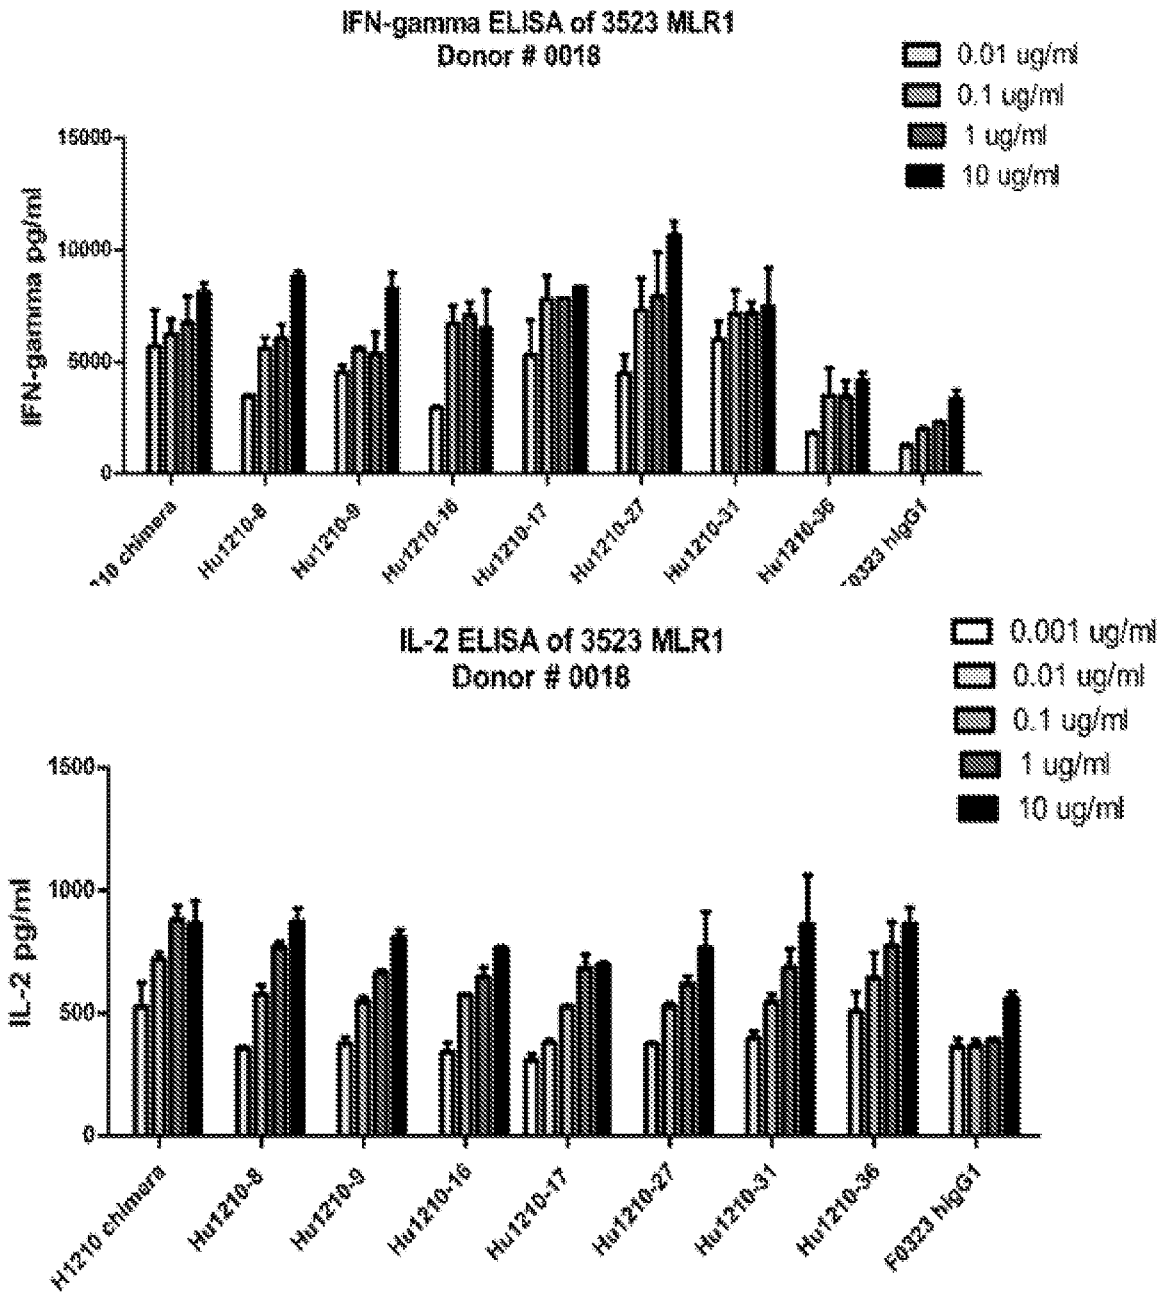 IFN-gamma ELISA of 3523 MLR1
Donor # 0018
0.01 ug/ml
0.1 ug/ml
1 ug/ml
10 ug/ml
IFN-gamma pg/ml
15000
10000
5000
0
210 chimera
Hu1210-8
Hu1210-9
Hu1210-16
Hu1210-17
Hu1210-27
Hu1210-31
Hu1210-36
F0323 hIgG1
IL-2 ELISA of 3523 MLR1
Donor # 0018
0.001 ug/ml
0.01 ug/ml
0.1 ug/ml
1 ug/ml
10 ug/ml
IL-2 pg/ml
1500
1000
500
0
H1210 chimera
Hu1210-8
Hu1210-9
Hu1210-16
Hu1210-17
Hu1210-27
Hu1210-31
Hu1210-36
F0323 hIgG1